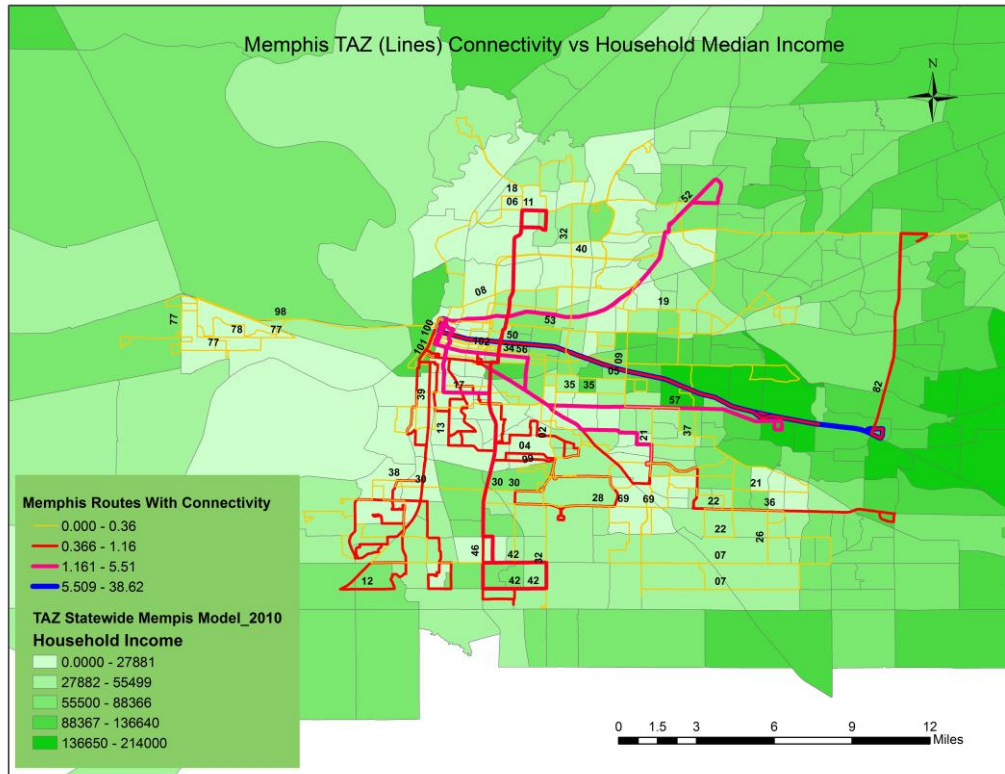 Memphis TAZ (Lines) Connectivity vs Household Median Income
N
18
06 11
52
32
40
08
19
98
77
78 77
77
100
101
53
50
102
34 56
09
05
35 35
57
82
17
39
13
02
04
99
21
37
38
30
30 30
28 69 69
21
22 36
22
26
46
42
32
07
12
42 42
07
Memphis Routes With Connectivity
0.000 - 0.36
0.366 - 1.16
1.161 - 5.51
5.509 - 38.62
TAZ Statewide Mempis Model_2010
Household Income
0.0000 - 27881
27882 - 55499
55500 - 88366
88367 - 136640
136650 - 214000
0 1.5 3 6 9 12
Miles